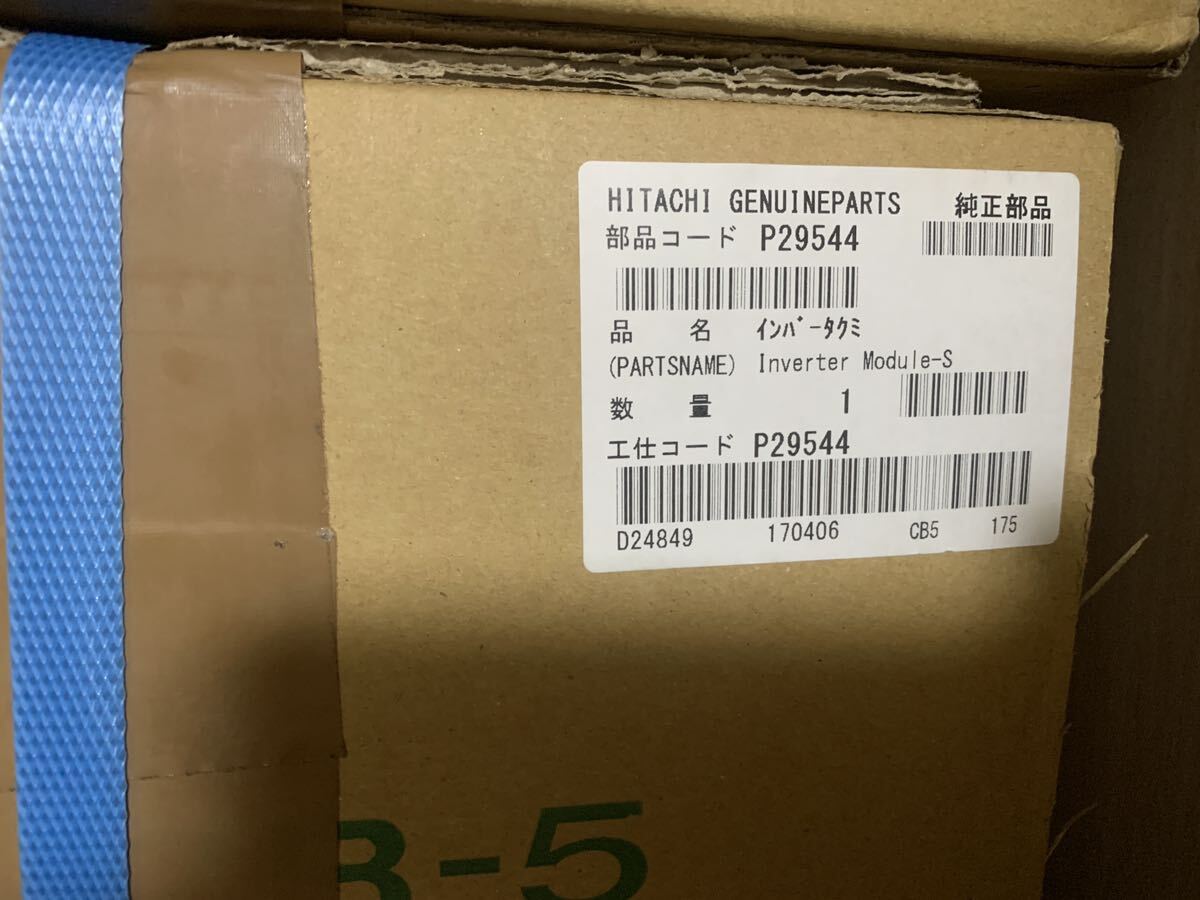 HITACHI GENUINEPARTS 純正部品
部品コード P29544
品 名 ｲﾝﾊﾞｰﾀｸﾐ
(PARTSNAME) Inverter Module-S
数 量 1
工仕コード P29544
D24849 170406 CB5 175
-5